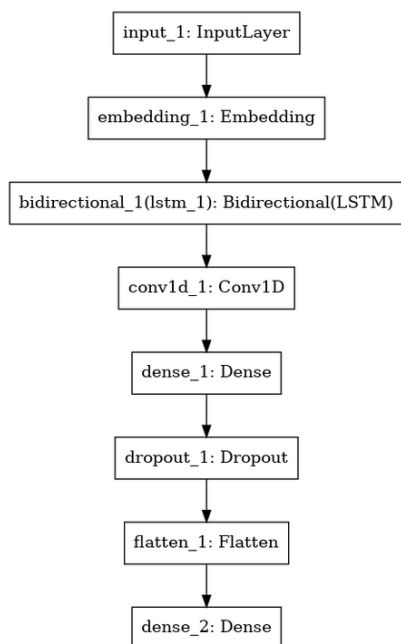 input_1: InputLayer
embedding_1: Embedding
bidirectional_1(lstm_1): Bidirectional(LSTM)
conv1d_1: Conv1D
dense_1: Dense
dropout_1: Dropout
flatten_1: Flatten
dense_2: Dense